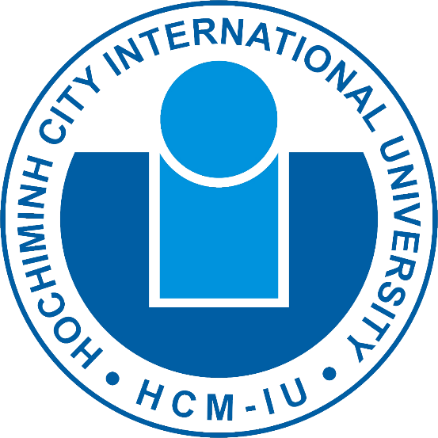 HOCHIMINH CITY INTERNATIONAL UNIVERSITY
• HCM-IU •